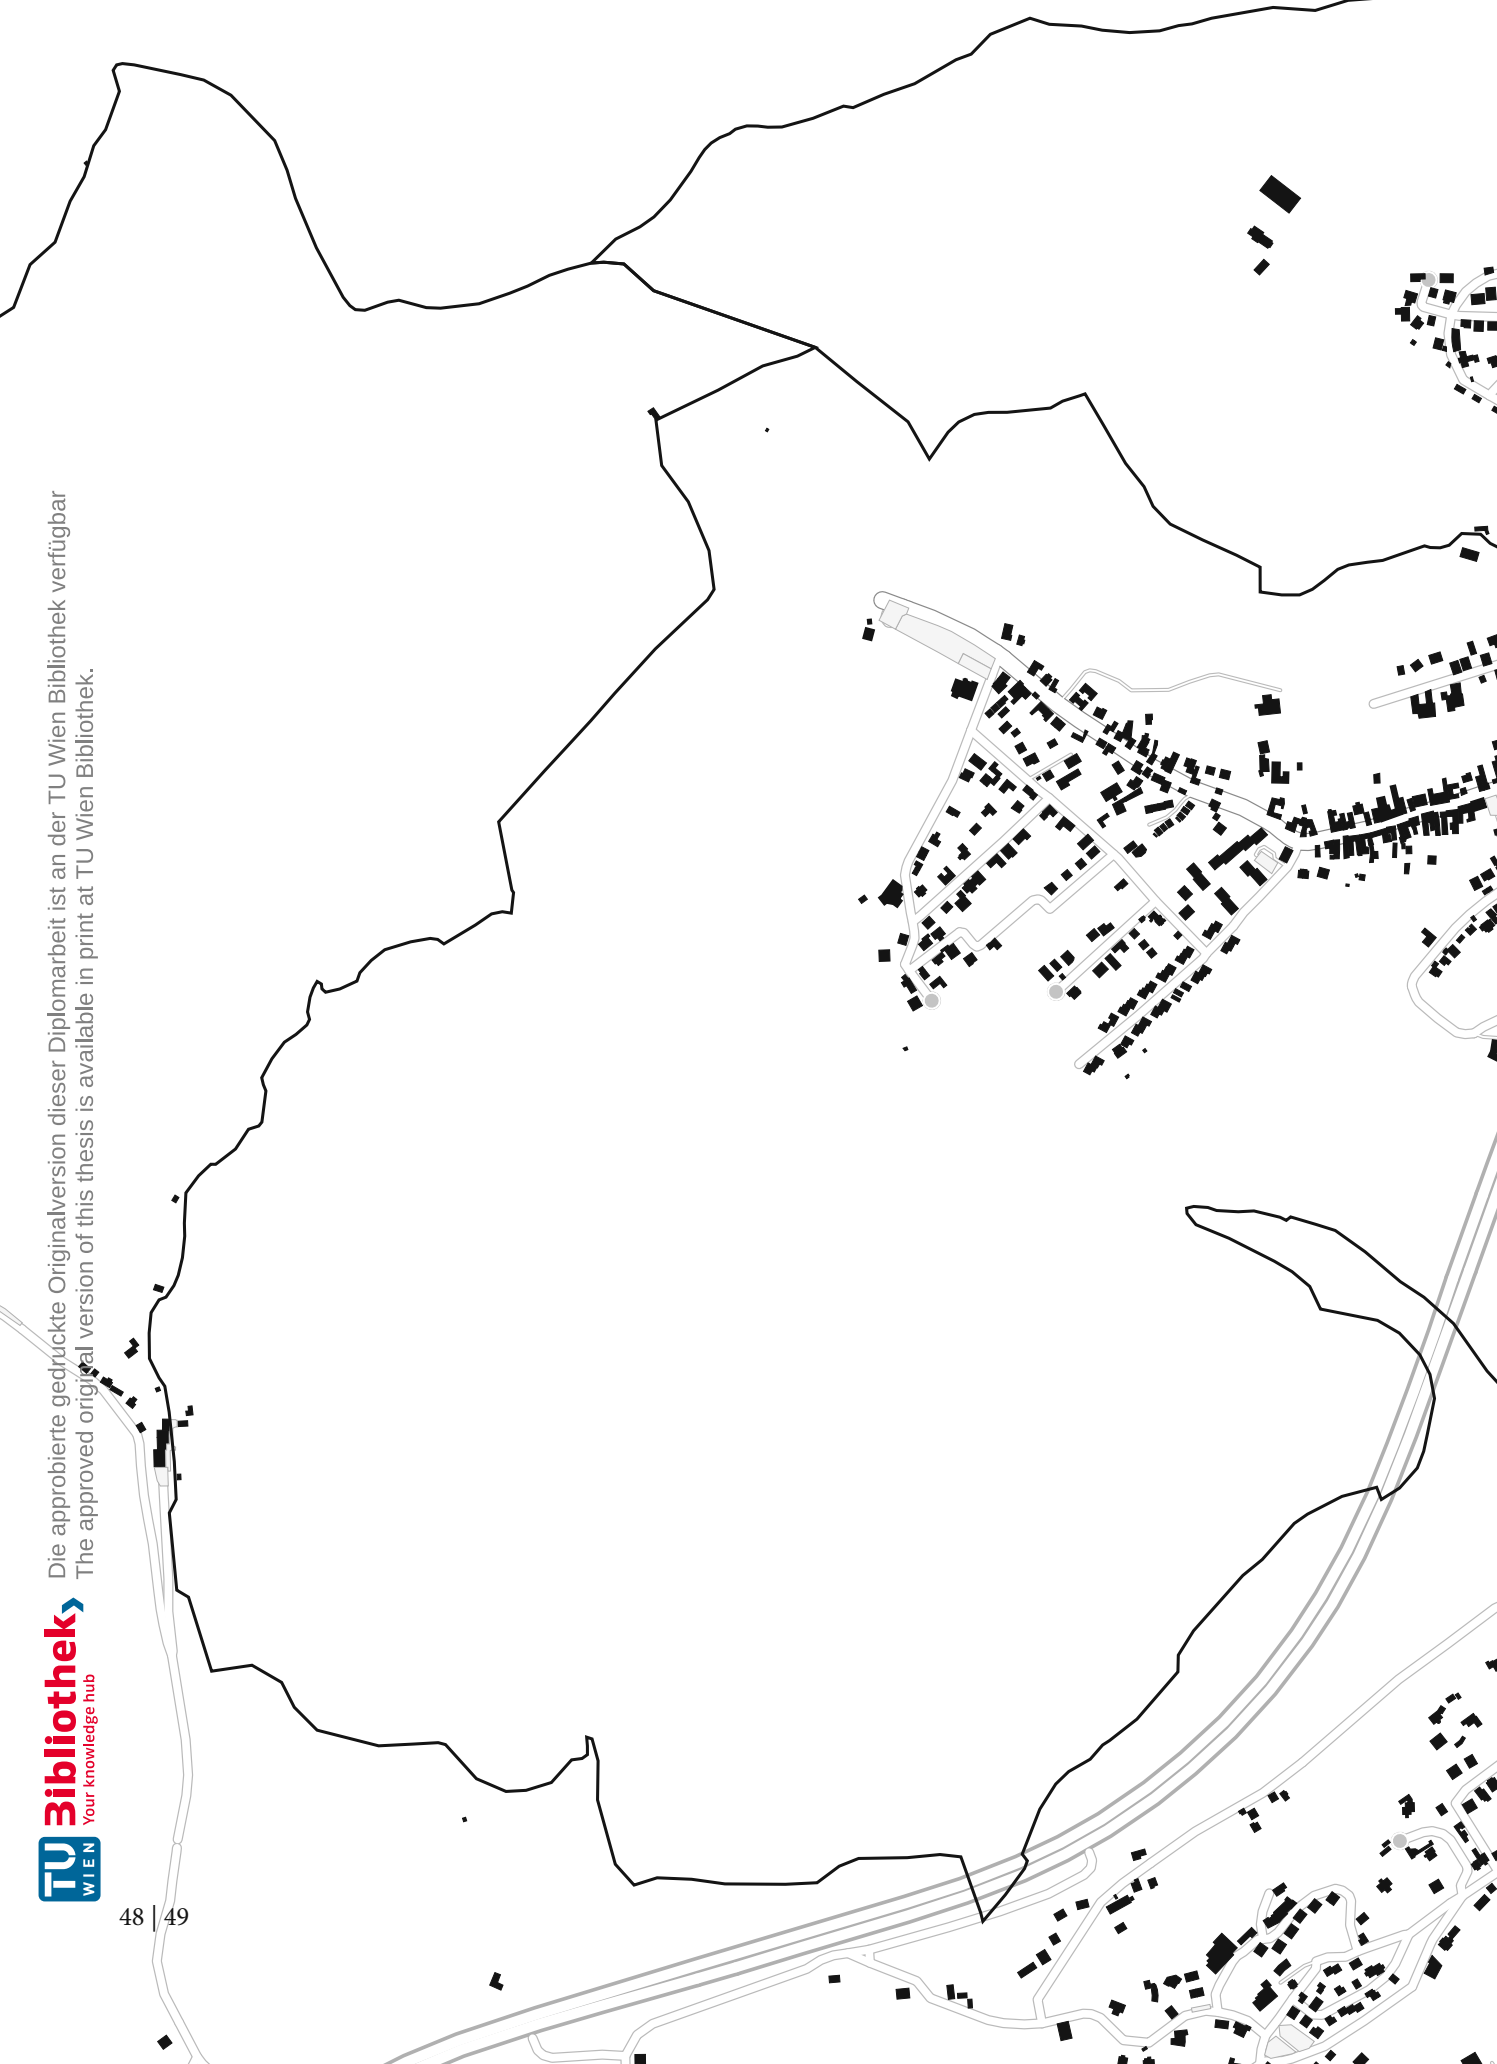 Die approbierte gedruckte Originalversion dieser Diplomarbeit ist an der TU Wien Bibliothek verfügbar
The approved original version of this thesis is available in print at TU Wien Bibliothek.
Bibliothek
Your knowledge hub
TU
WIEN
48 | 49